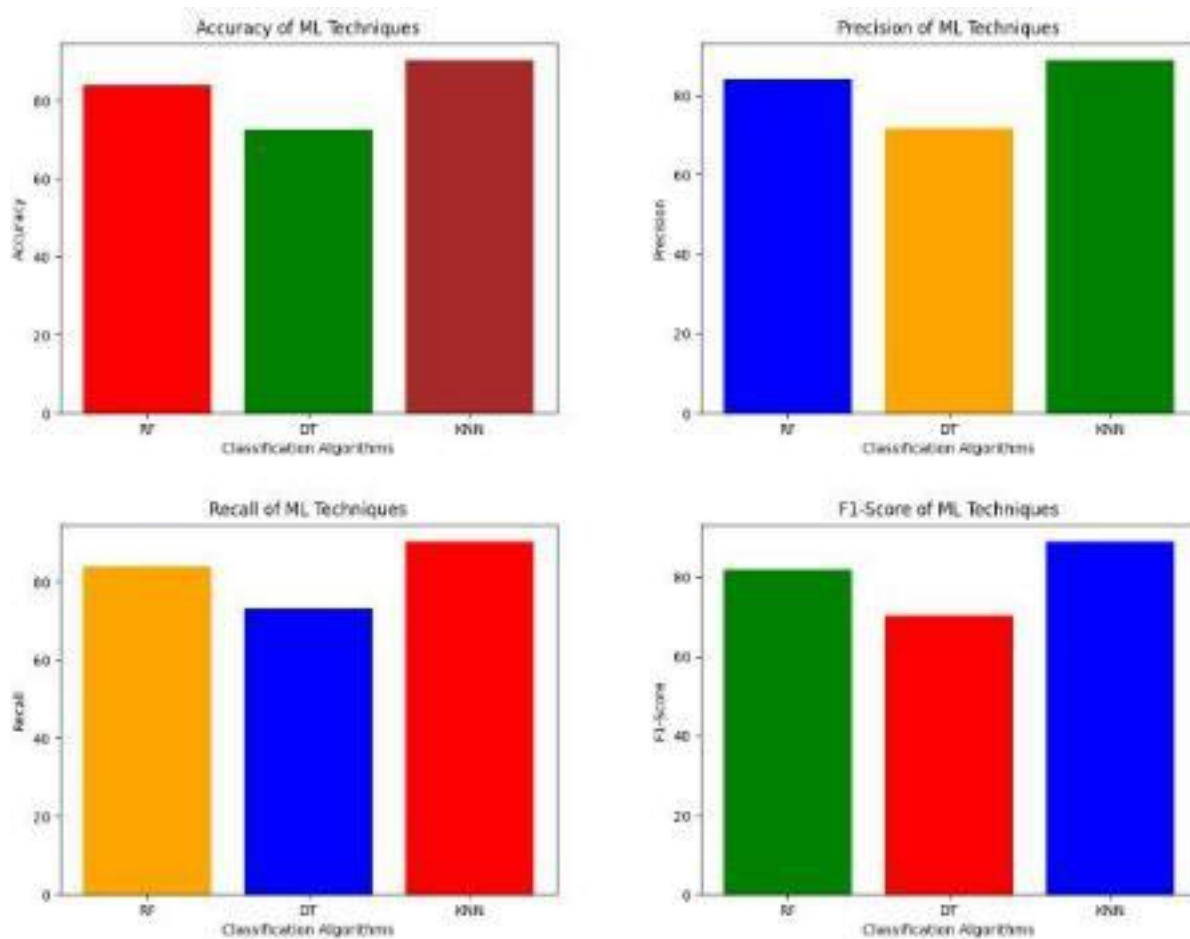 Accuracy of ML Techniques
80
60
40
20
0
Accuracy
RF DT KNN
Classification Algorithms
Precision of ML Techniques
80
60
40
20
0
Precision
RF DT KNN
Classification Algorithms
Recall of ML Techniques
80
60
40
20
0
Recall
RF DT KNN
Classification Algorithms
F1-Score of ML Techniques
80
60
40
20
0
F1-Score
RF DT KNN
Classification Algorithms